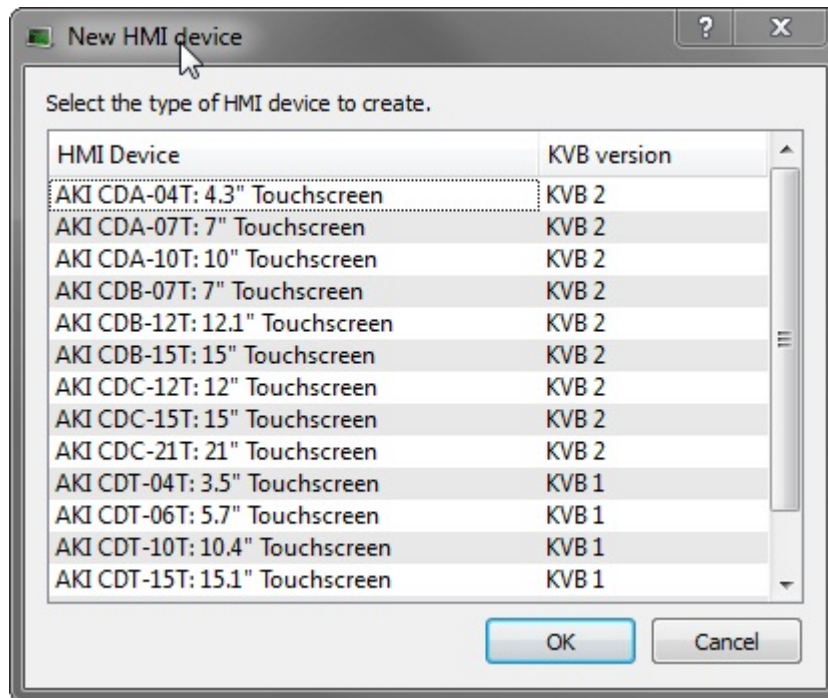 New HMI device
Select the type of HMI device to create.
HMI Device KVB version
AKI CDA-04T: 4.3" Touchscreen KVB 2
AKI CDA-07T: 7" Touchscreen KVB 2
AKI CDA-10T: 10" Touchscreen KVB 2
AKI CDB-07T: 7" Touchscreen KVB 2
AKI CDB-12T: 12.1" Touchscreen KVB 2
AKI CDB-15T: 15" Touchscreen KVB 2
AKI CDC-12T: 12" Touchscreen KVB 2
AKI CDC-15T: 15" Touchscreen KVB 2
AKI CDC-21T: 21" Touchscreen KVB 2
AKI CDT-04T: 3.5" Touchscreen KVB 1
AKI CDT-06T: 5.7" Touchscreen KVB 1
AKI CDT-10T: 10.4" Touchscreen KVB 1
AKI CDT-15T: 15.1" Touchscreen KVB 1
OK Cancel